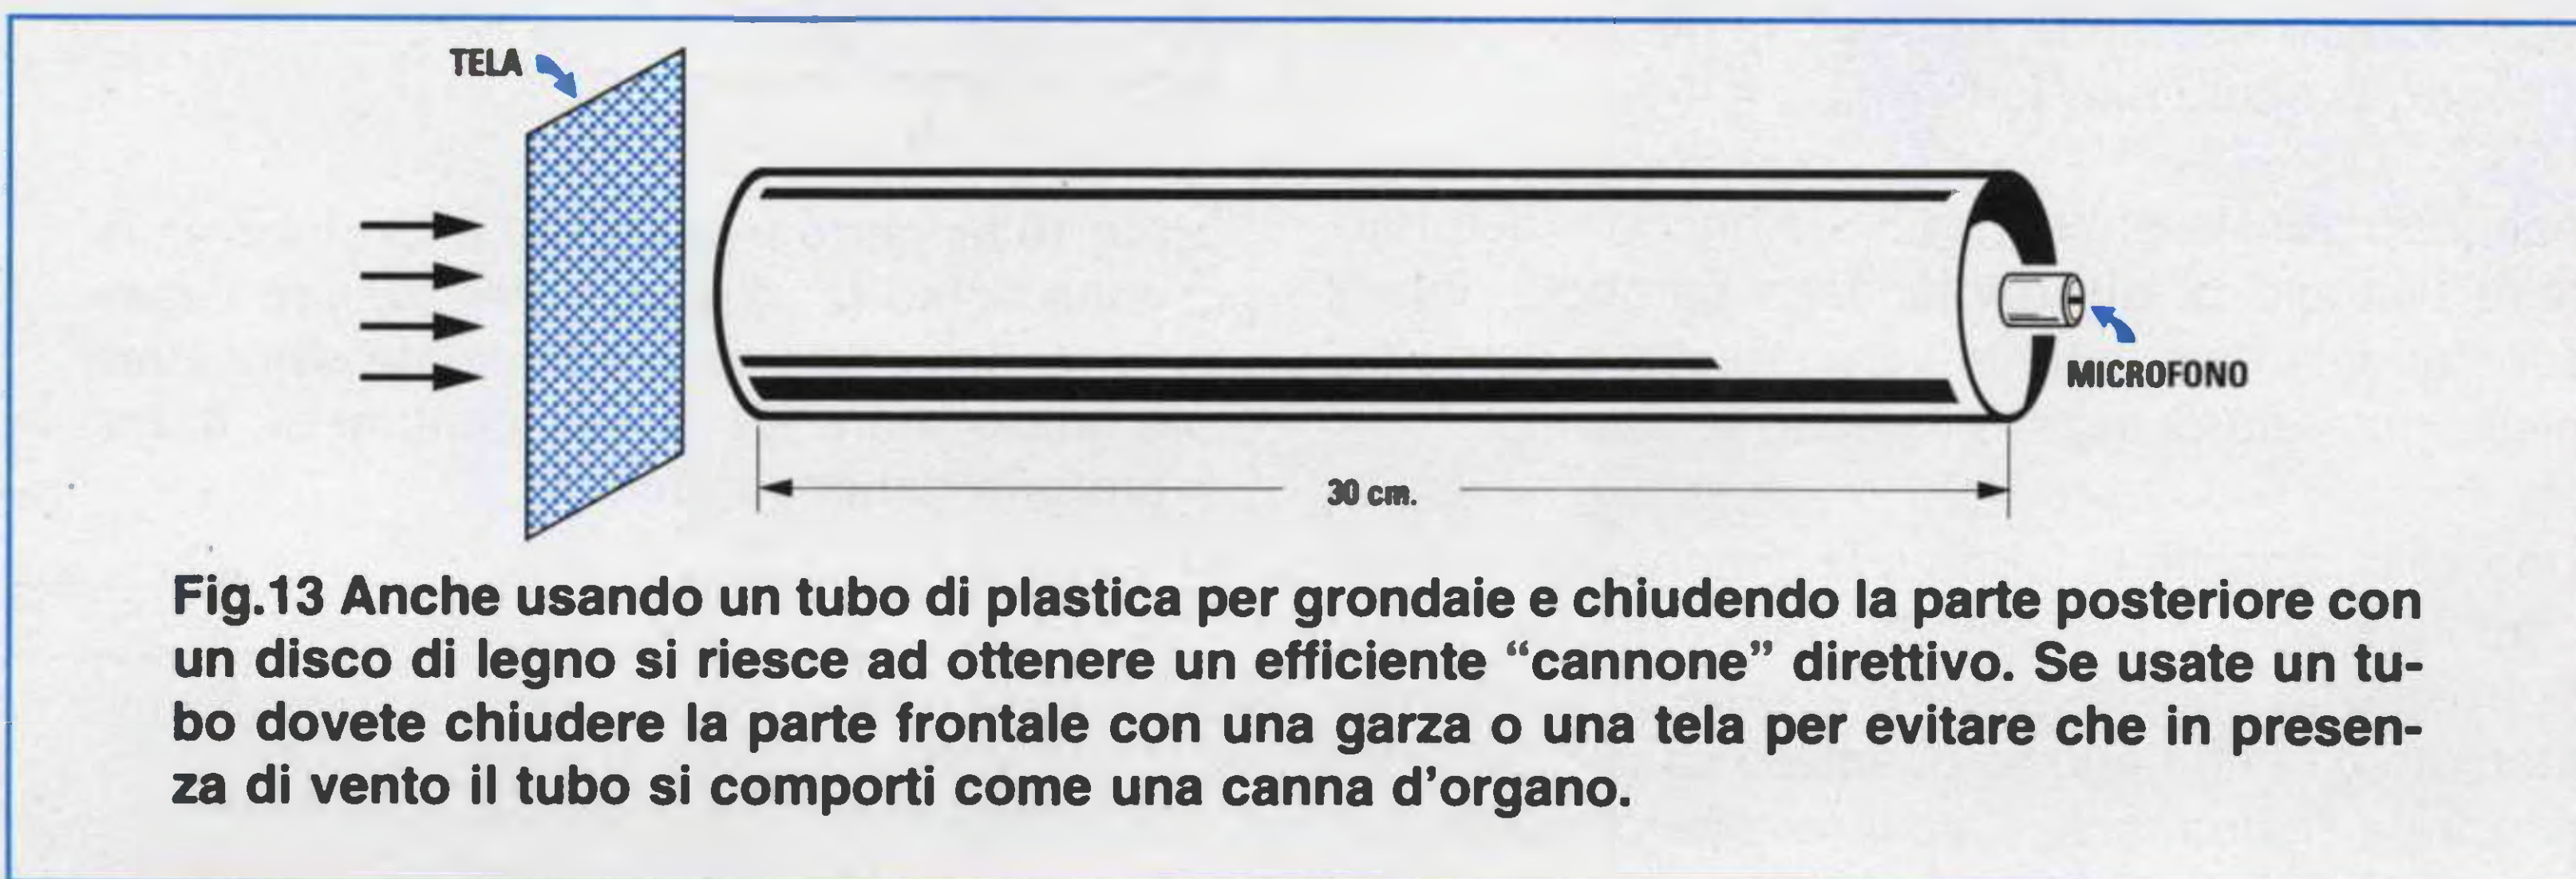 TELA
MICROFONO
30 cm.
Fig.13 Anche usando un tubo di plastica per grondaie e chiudendo la parte posteriore con
un disco di legno si riesce ad ottenere un efficiente “cannone” direttivo. Se usate un tu-
bo dovete chiudere la parte frontale con una garza o una tela per evitare che in presen-
za di vento il tubo si comporti come una canna d’organo.